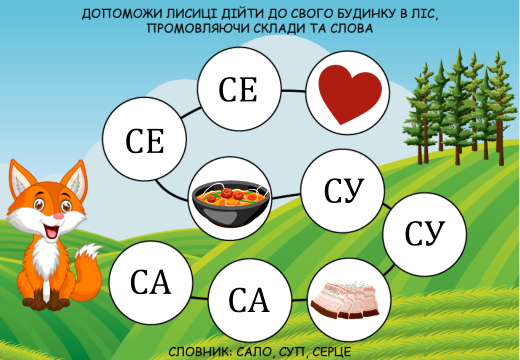 ДОПОМОЖИ ЛИСИЦІ ДІЙТИ ДО СВОГО БУДИНКУ В ЛІС,
ПРОМОВЛЯЮЧИ СКЛАДИ ТА СЛОВА
СЕ
СЕ
СУ
СУ
СА
СА
СЛОВНИК: САЛО, СУП, СЕРЦЕ